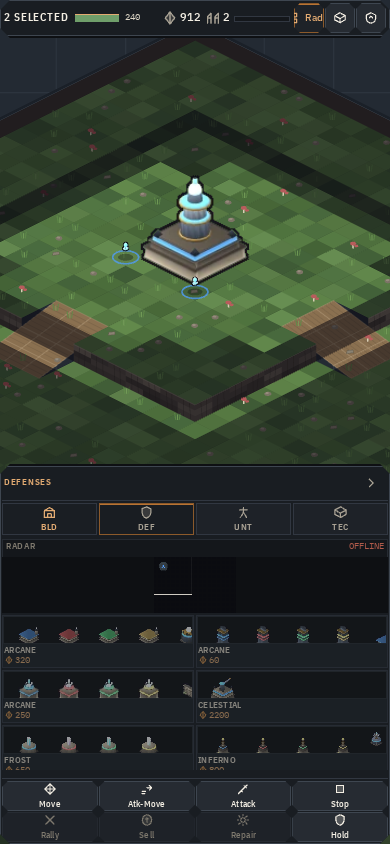 2 SELECTED 240 912 2 Rad
DEFENSES
BLD DEF UNT TEC
RADAR OFFLINE
ARCANE ARCANE
320 60
ARCANE CELESTIAL
250 2200
FROST INFERNO
Move Atk-Move Attack Stop
Rally Sell Repair Hold